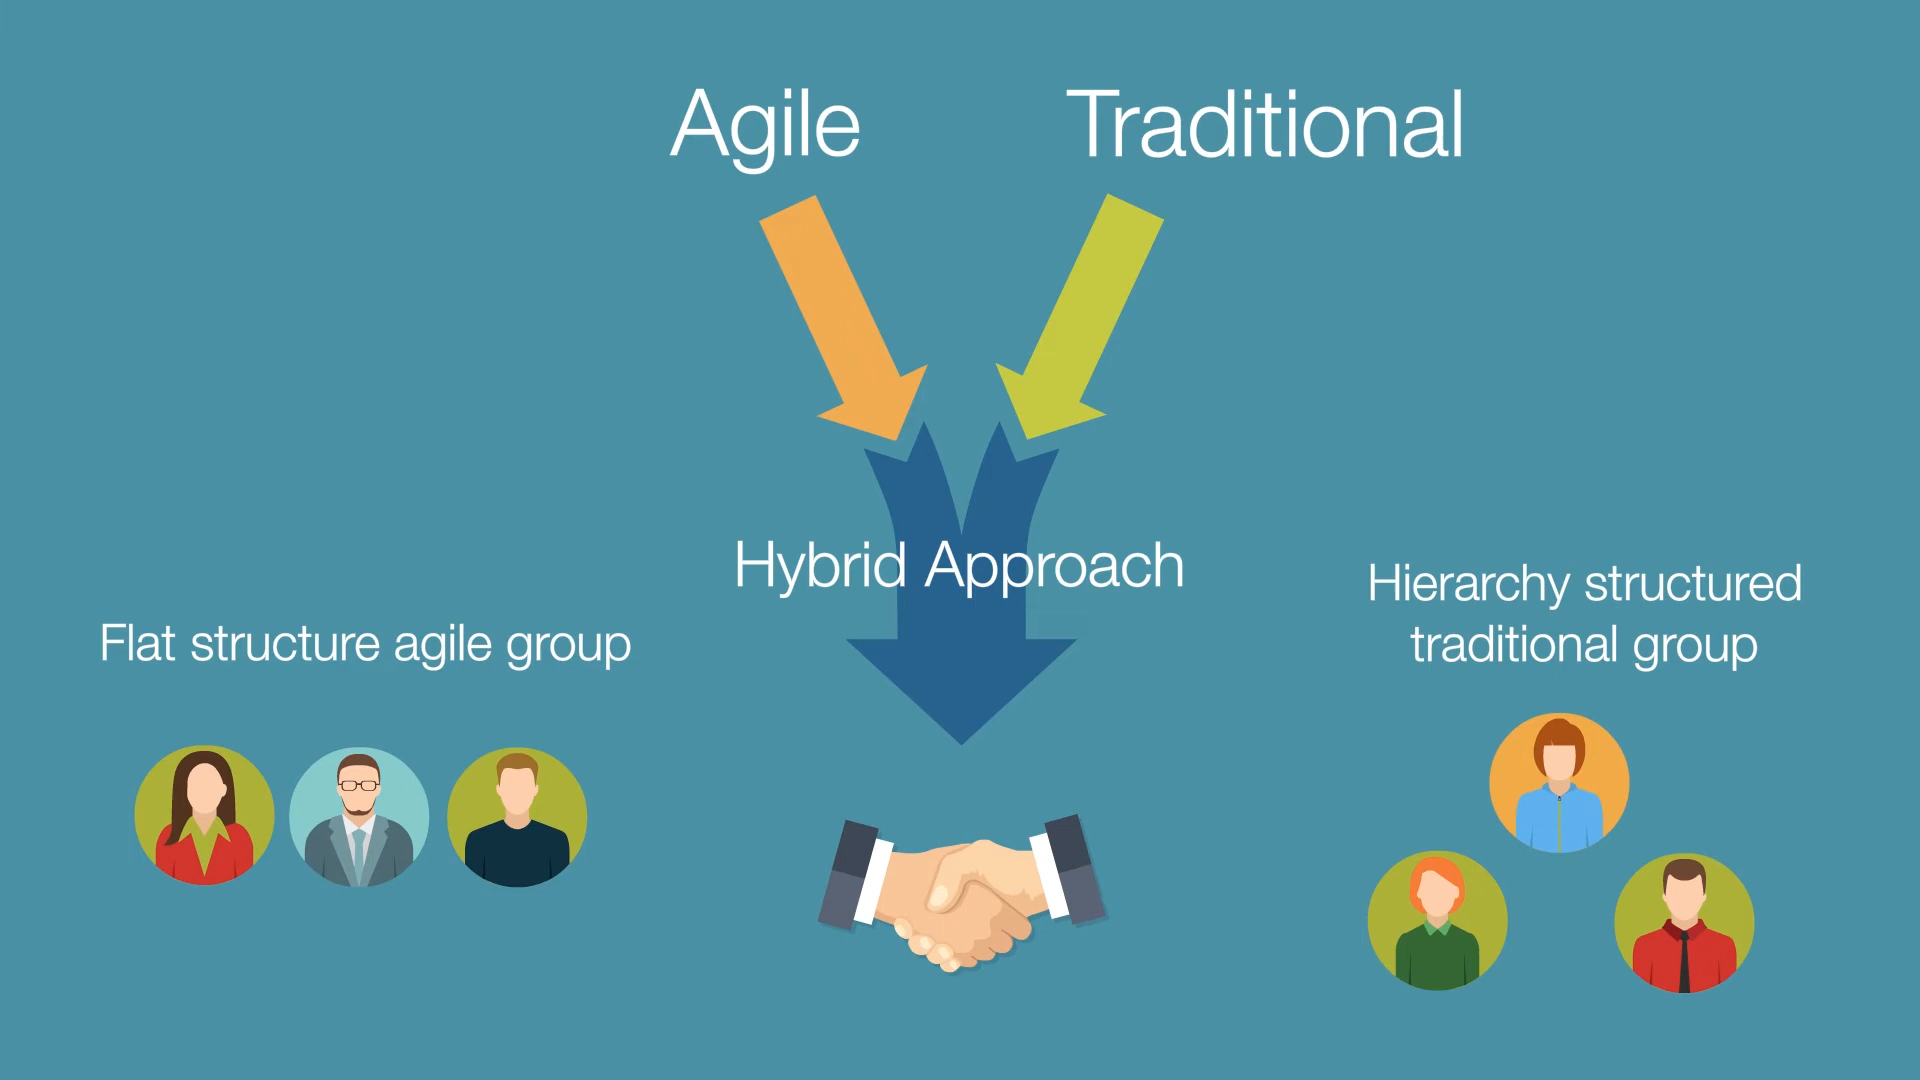 Agile
Traditional
Hybrid Approach
Flat structure agile group
Hierarchy structured
traditional group